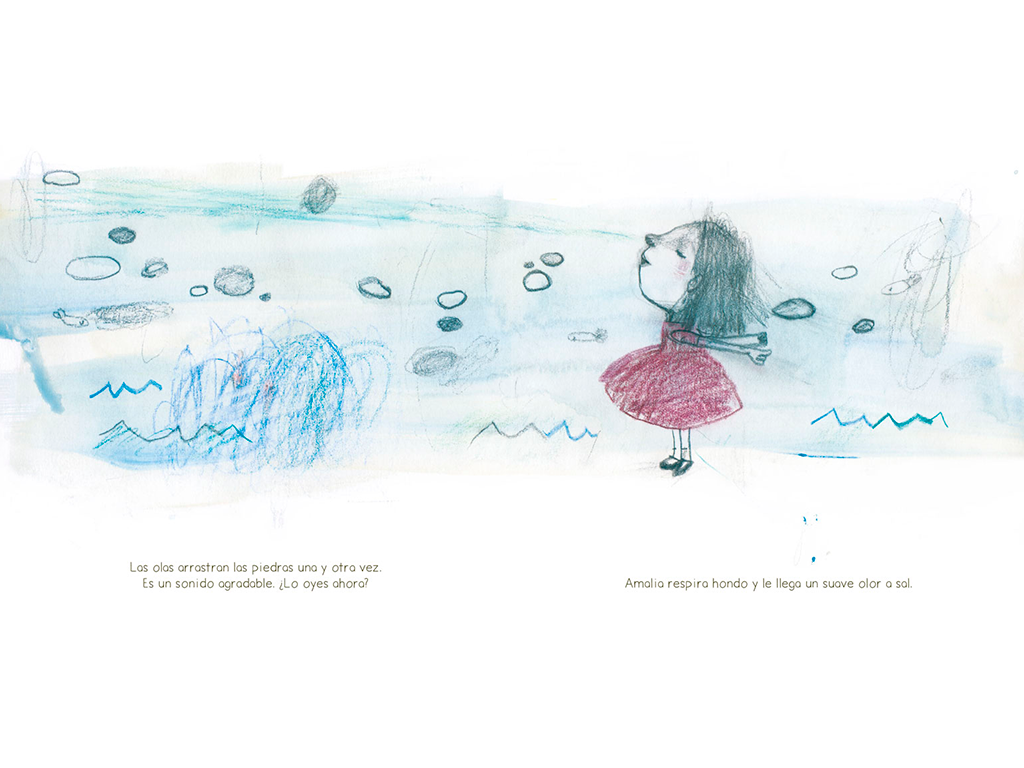 Las olas arrastran las piedras una y otra vez.
Es un sonido agradable. ¿Lo oyes ahora?
Amalia respira hondo y le llega un suave olor a sal.